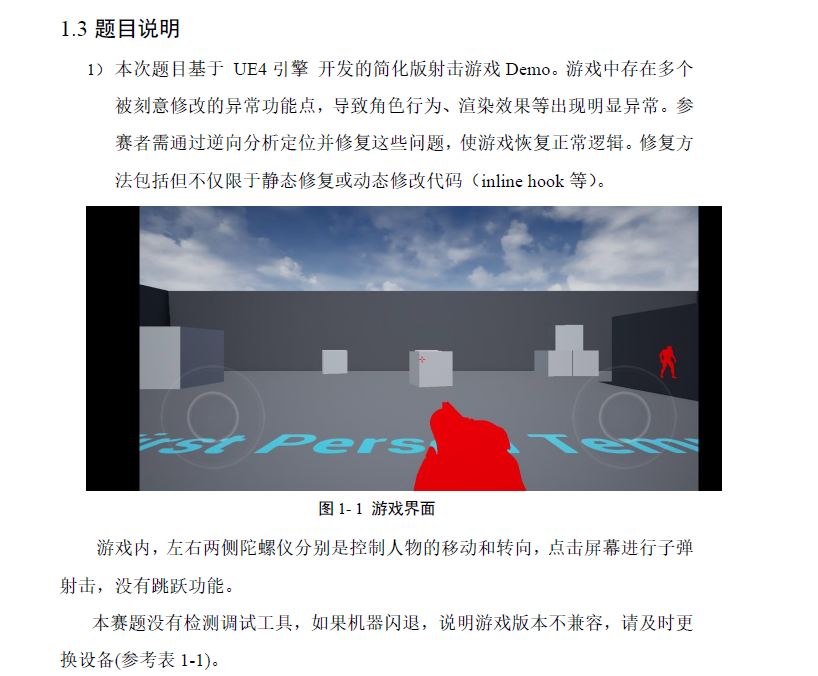 1.3 题目说明
1） 本次题目基于 UE4 引擎 开发的简化版射击游戏 Demo。游戏中存在多个
被刻意修改的异常功能点，导致角色行为、渲染效果等出现明显异常。参
赛者需通过逆向分析定位并修复这些问题，使游戏恢复正常逻辑。修复方
法包括但不仅限于静态修复或动态修改代码（inline hook 等）。
图 1- 1 游戏界面
游戏内，左右两侧陀螺仪分别是控制人物的移动和转向，点击屏幕进行子弹
射击，没有跳跃功能。
本赛题没有检测调试工具，如果机器闪退，说明游戏版本不兼容，请及时更
换设备(参考表 1-1)。